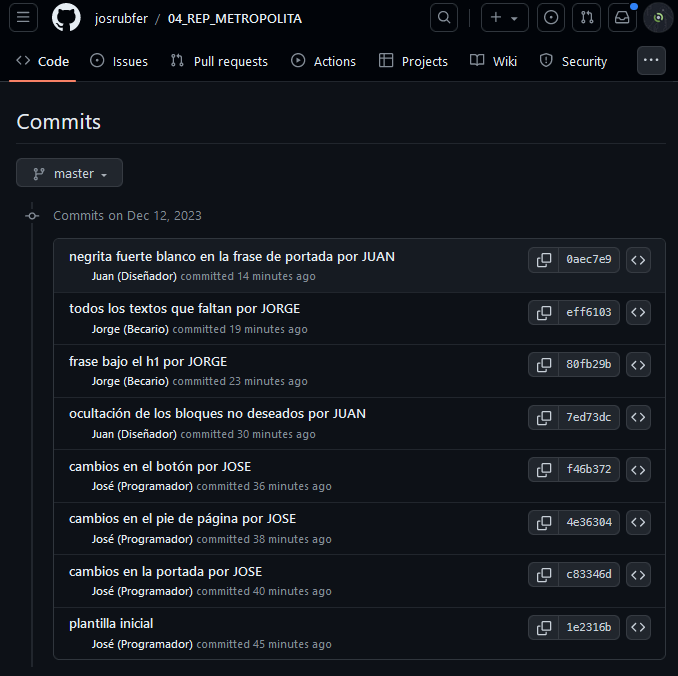 josrubfer / 04_REP_METROPOLITA
Code Issues Pull requests Actions Projects Wiki Security
Commits
master
Commits on Dec 12, 2023
negrita fuerte blanco en la frase de portada por JUAN
0aec7e9
Juan (Diseñador) committed 14 minutes ago
todos los textos que faltan por JORGE
eff6103
Jorge (Becario) committed 19 minutes ago
frase bajo el h1 por JORGE
80fb29b
Jorge (Becario) committed 23 minutes ago
ocultación de los bloques no deseados por JUAN
7ed73dc
Juan (Diseñador) committed 30 minutes ago
cambios en el botón por JOSE
f46b372
José (Programador) committed 36 minutes ago
cambios en el pie de página por JOSE
4e36304
José (Programador) committed 38 minutes ago
cambios en la portada por JOSE
c83346d
José (Programador) committed 40 minutes ago
plantilla inicial
1e2316b
José (Programador) committed 45 minutes ago